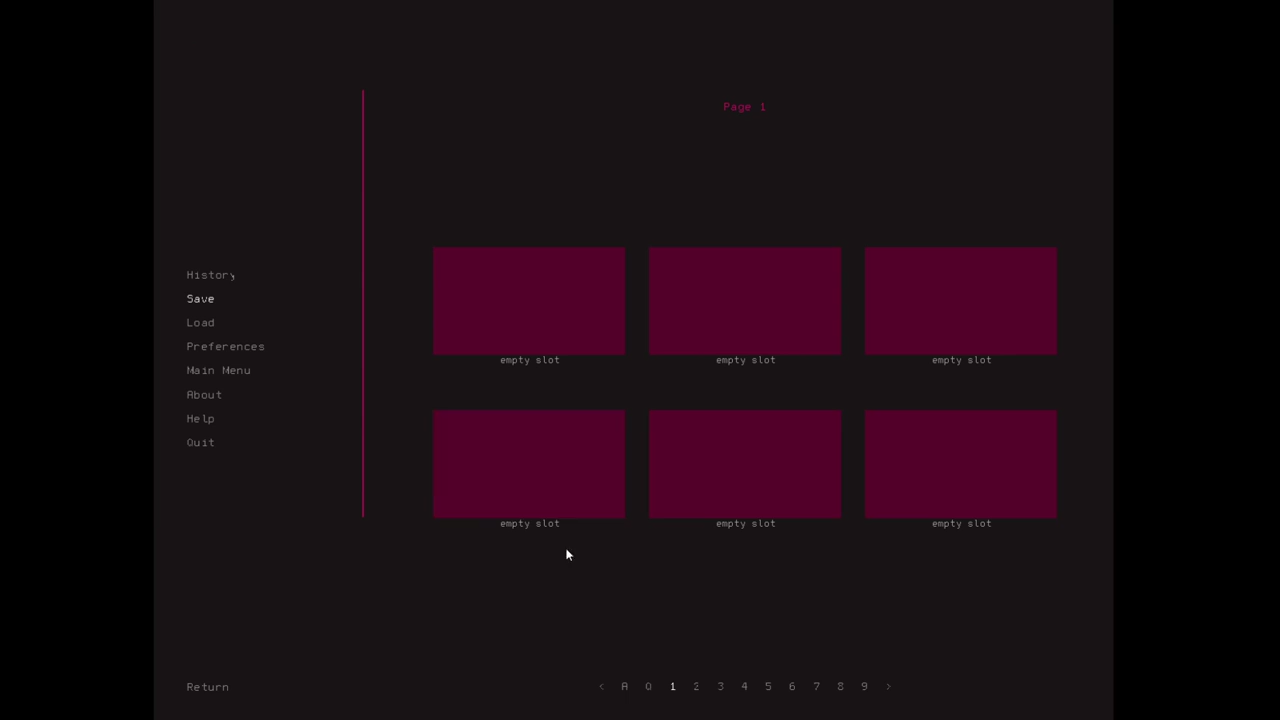 Page 1
History
Save
Load
Preferences
Main Menu
About
Help
Quit
empty slot empty slot empty slot
empty slot empty slot empty slot
Return
< A Q 1 2 3 4 5 6 7 8 9 >